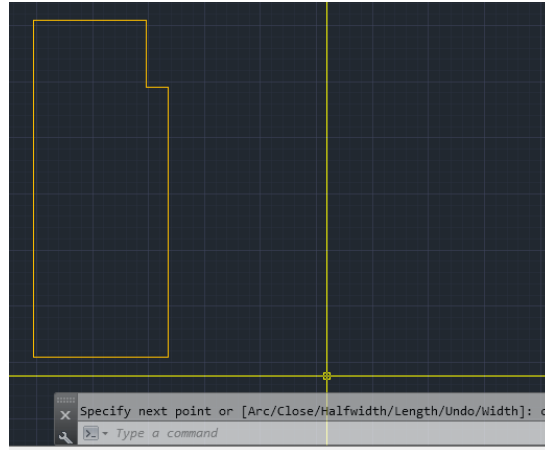 Specify next point or [Arc/Close/Halfwidth/Length/Undo/Width]: c
Type a command